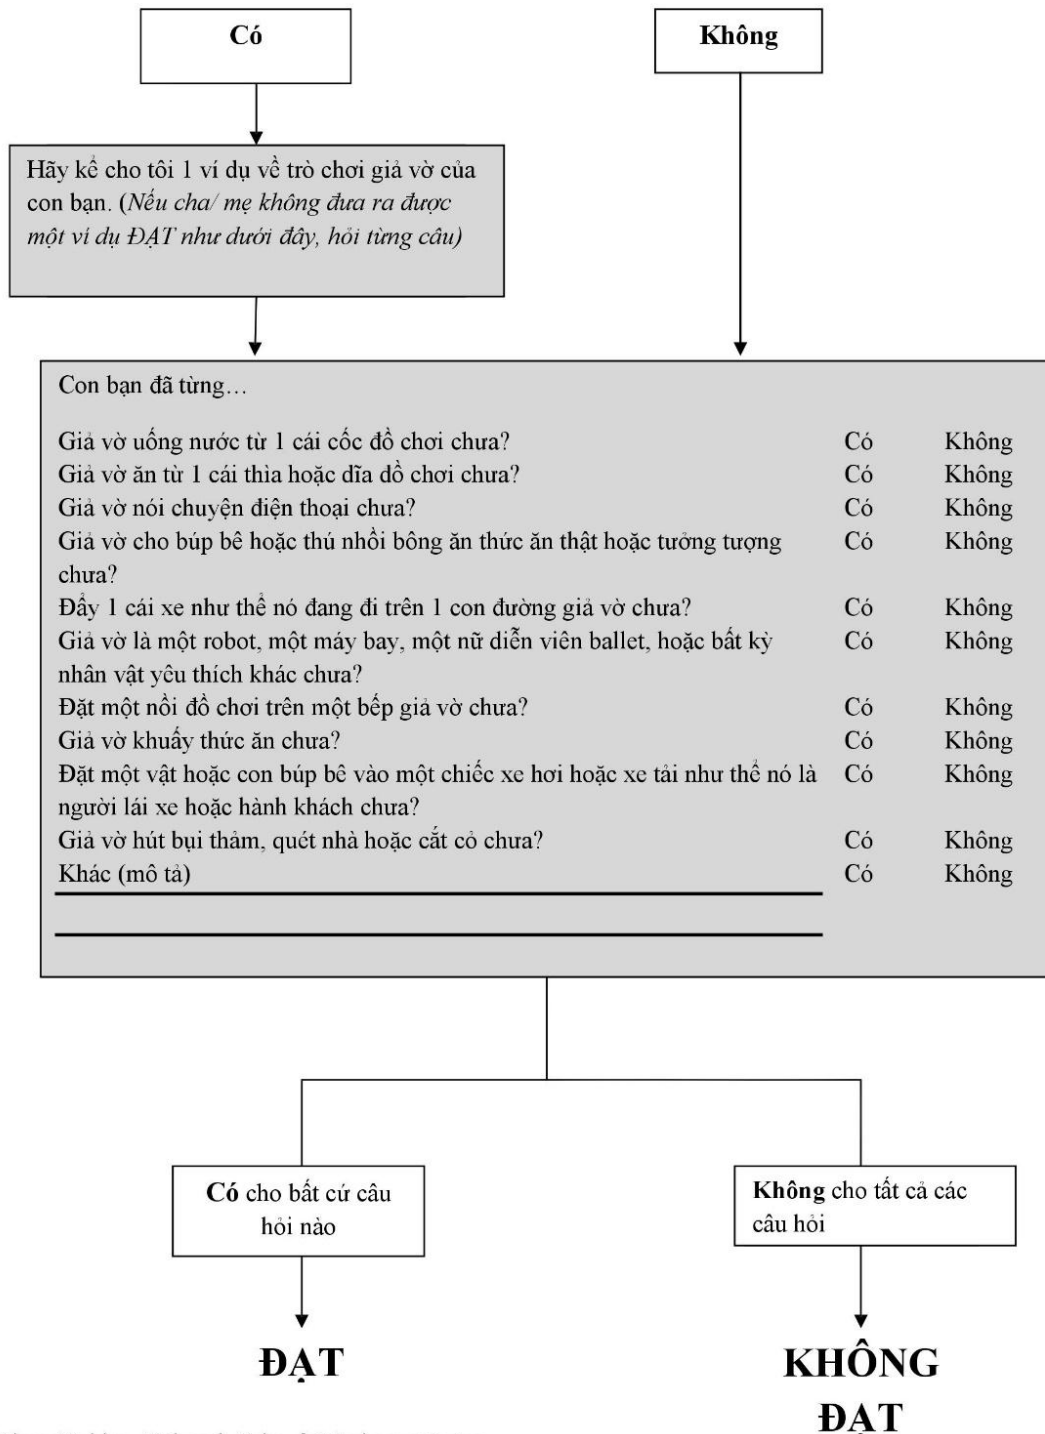 Có
Không
Hãy kể cho tôi 1 ví dụ về trò chơi giả vờ của
con bạn. (Nếu cha/ mẹ không đưa ra được
một ví dụ ĐẠT như dưới đây, hỏi từng câu)
Con bạn đã từng…
Giả vờ uống nước từ 1 cái cốc đồ chơi chưa? Có Không
Giả vờ ăn từ 1 cái thìa hoặc dĩa đồ chơi chưa? Có Không
Giả vờ nói chuyện điện thoại chưa? Có Không
Giả vờ cho búp bê hoặc thú nhồi bông ăn thức ăn thật hoặc tưởng tượng Có Không
chưa?
Đẩy 1 cái xe như thể nó đang đi trên 1 con đường giả vờ chưa? Có Không
Giả vờ là một robot, một máy bay, một nữ diễn viên ballet, hoặc bất kỳ Có Không
nhân vật yêu thích khác chưa?
Đặt một nồi đồ chơi trên một bếp giả vờ chưa? Có Không
Giả vờ khuấy thức ăn chưa? Có Không
Đặt một vật hoặc con búp bê vào một chiếc xe hơi hoặc xe tải như thể nó là Có Không
người lái xe hoặc hành khách chưa?
Giả vờ hút bụi thảm, quét nhà hoặc cắt cỏ chưa? Có Không
Khác (mô tả) Có Không
Có cho bất cứ câu
hỏi nào
Không cho tất cả các
câu hỏi
ĐẠT
KHÔNG
ĐẠT